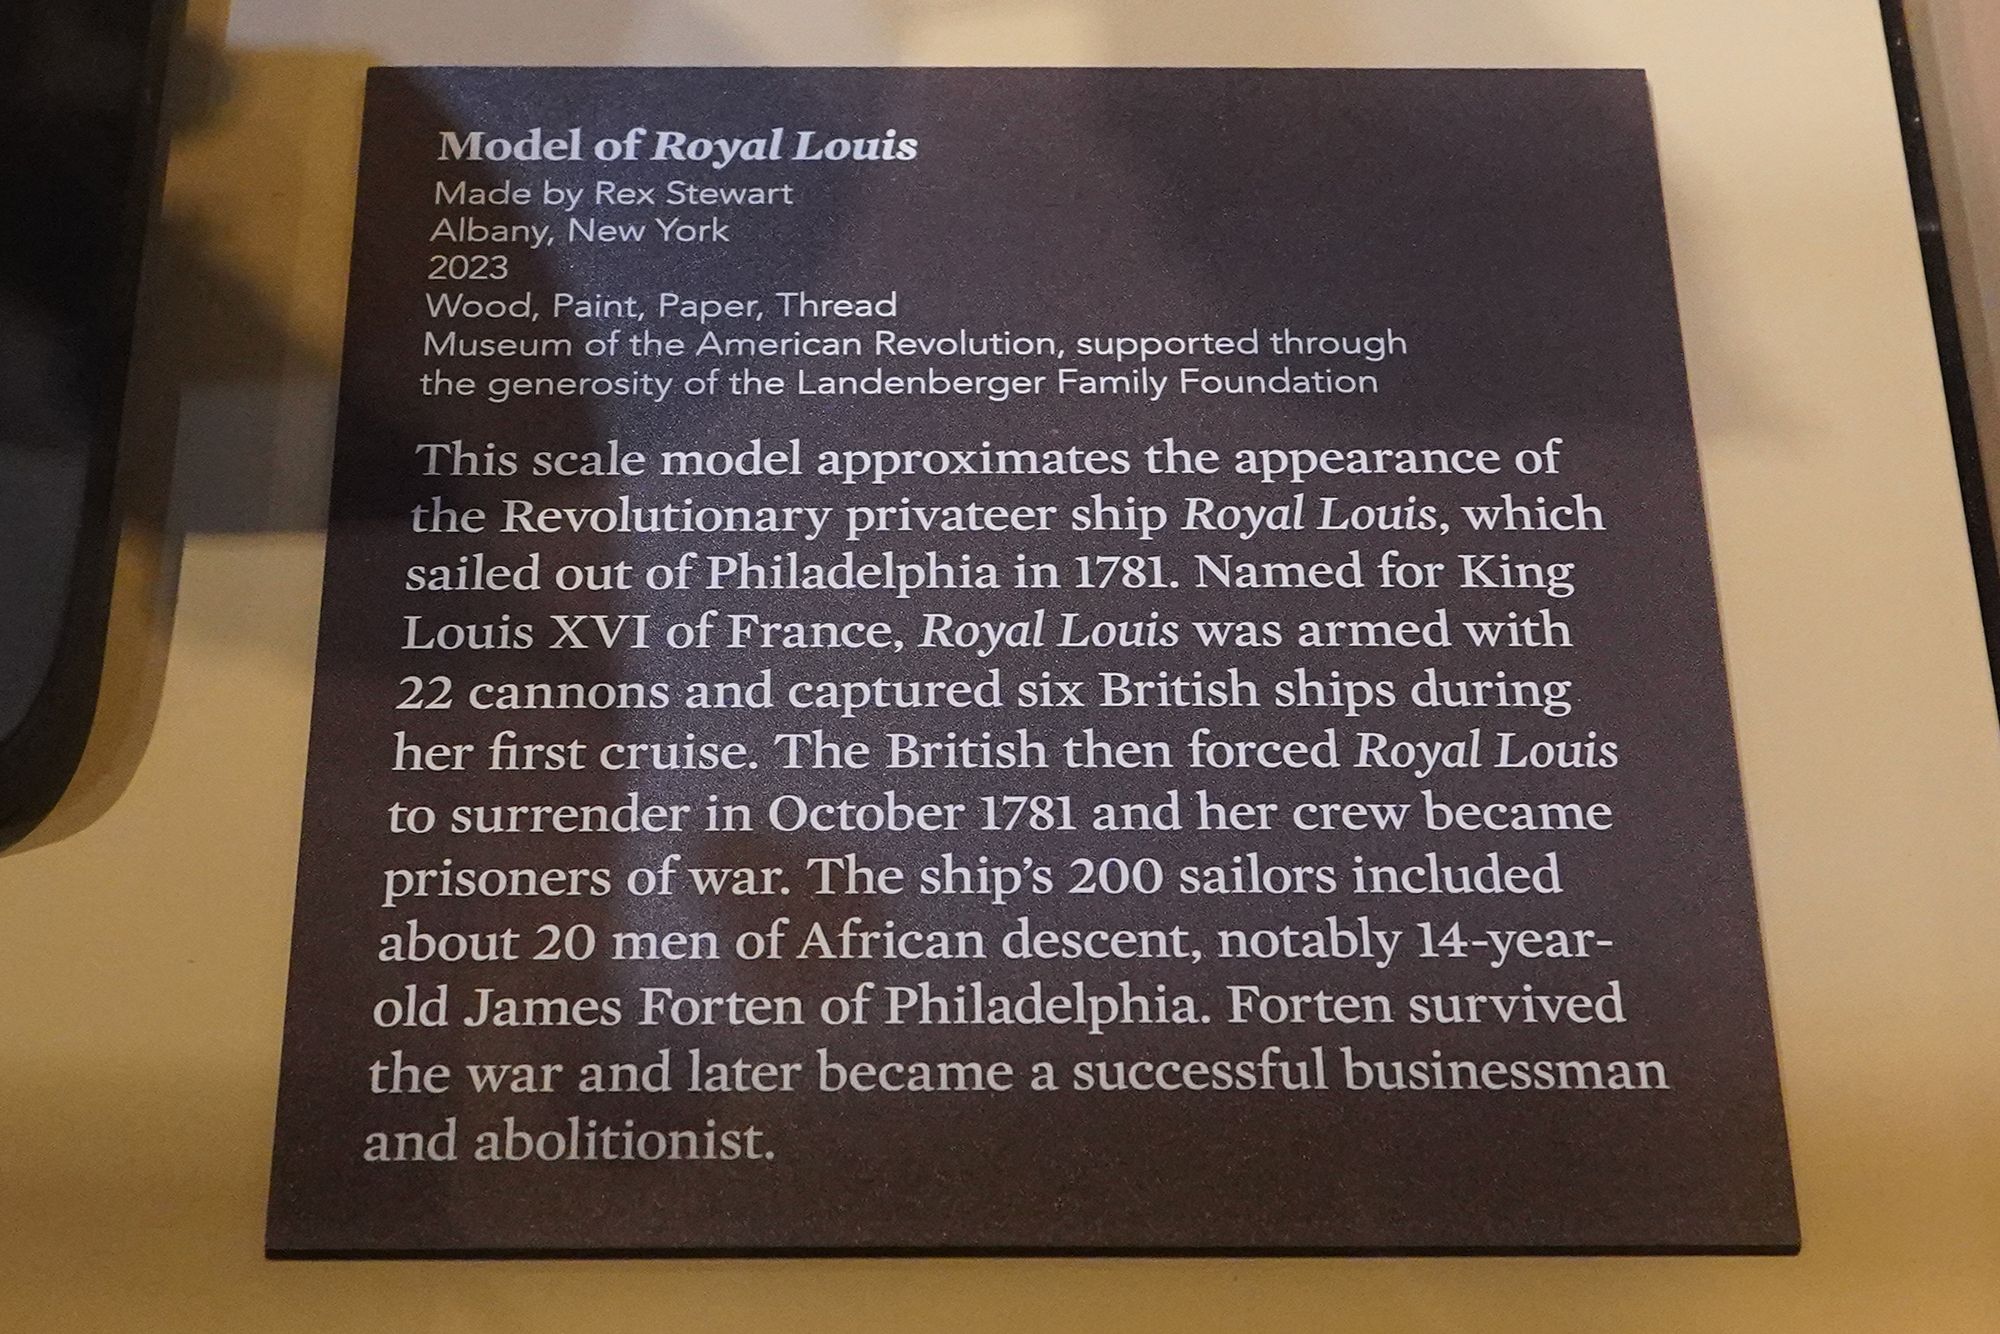 Model of Royal Louis
Made by Rex Stewart
Albany, New York
2023
Wood, Paint, Paper, Thread
Museum of the American Revolution, supported through
the generosity of the Landenberger Family Foundation
This scale model approximates the appearance of
the Revolutionary privateer ship Royal Louis, which
sailed out of Philadelphia in 1781. Named for King
Louis XVI of France, Royal Louis was armed with
22 cannons and captured six British ships during
her first cruise. The British then forced Royal Louis
to surrender in October 1781 and her crew became
prisoners of war. The ship’s 200 sailors included
about 20 men of African descent, notably 14-year-
old James Forten of Philadelphia. Forten survived
the war and later became a successful businessman
and abolitionist.